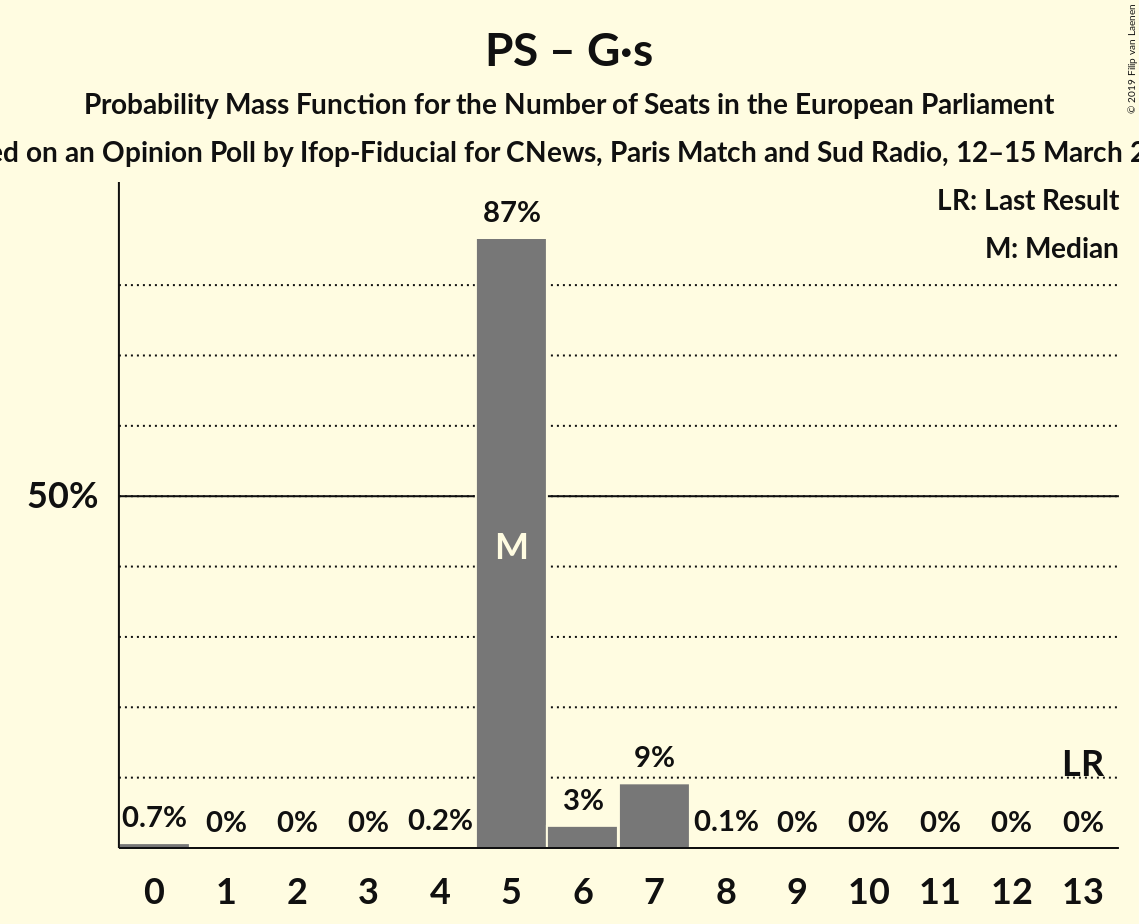 PS – G·s
Probability Mass Function for the Number of Seats in the European Parliament
on an Opinion Poll by Ifop-Fiducial for CNews, Paris Match and Sud Radio, 12–15 March
© 2019 Filip van Laenen
LR: Last Result
M: Median
87%
50%
M
9%
LR
3%
0.7% 0% 0% 0% 0.2% 0.1% 0% 0% 0% 0% 0%
0 1 2 3 4 5 6 7 8 9 10 11 12 13